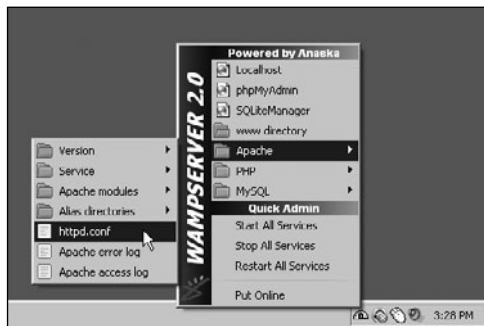 Powered by Anaska
WAMPSERVER 2.0
Localhost
phpMyAdmin
SQLiteManager
www directory
Apache
PHP
MySQL
Quick Admin
Start All Services
Stop All Services
Restart All Services
Put Online
Version
Service
Apache modules
Alias directories
httpd.conf
Apache error log
Apache access log
3:28 PM